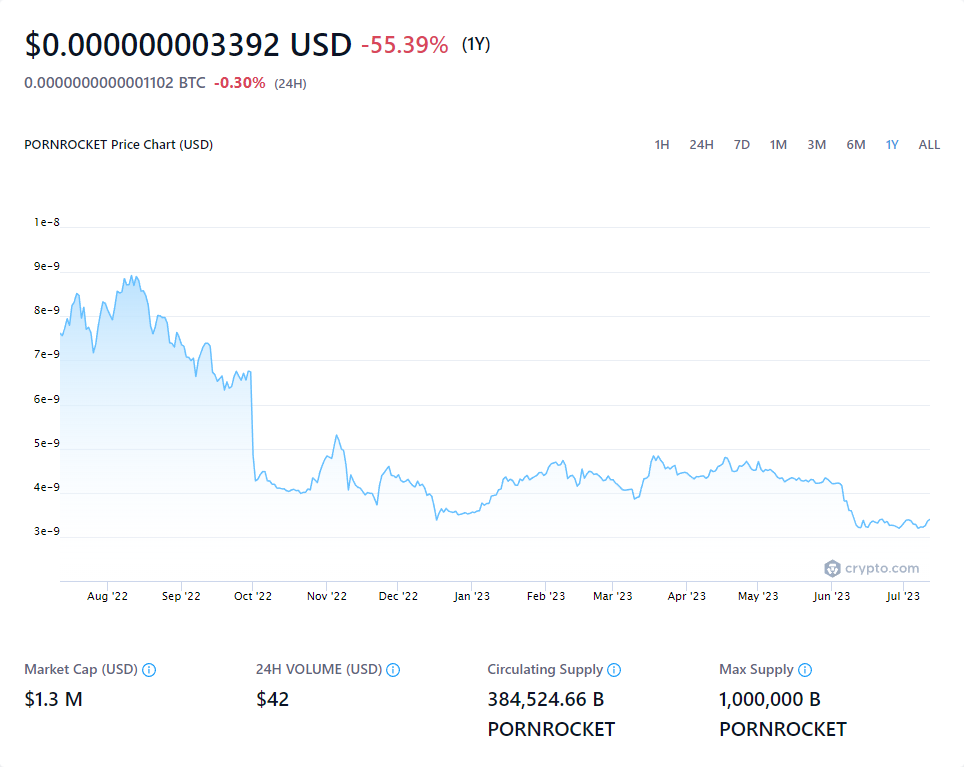 $0.000000003392 USD -55.39% (1Y)
0.0000000000001102 BTC -0.30% (24H)
PORNROCKET Price Chart (USD) 1H 24H 7D 1M 3M 6M 1Y ALL
1e-8
9e-9
8e-9
7e-9
6e-9
5e-9
4e-9
3e-9
crypto.com
Aug '22 Sep '22 Oct '22 Nov '22 Dec '22 Jan '23 Feb '23 Mar '23 Apr '23 May '23 Jun '23 Jul '23
Market Cap (USD) 24H VOLUME (USD) Circulating Supply Max Supply
$1.3 M $42 384,524.66 B 1,000,000 B
PORNROCKET PORNROCKET